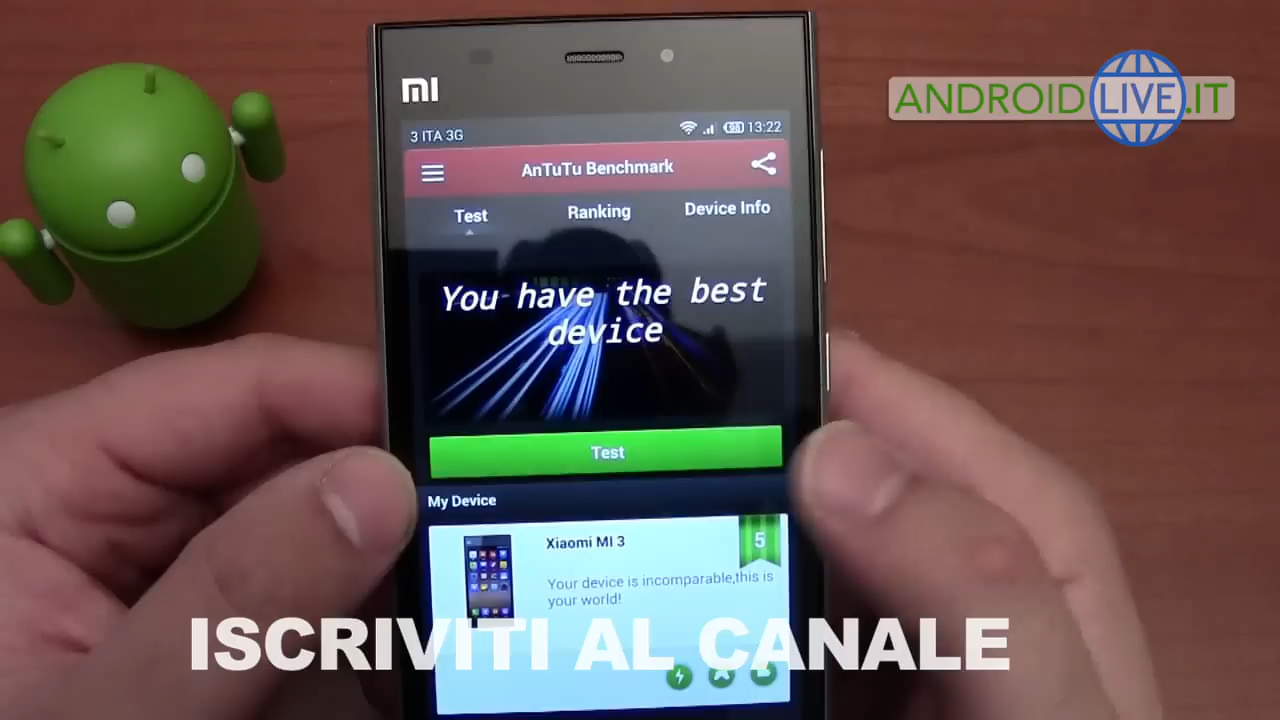 ANDROIDLIVE.IT
mi
3 ITA 3G
13:22
AnTuTu Benchmark
Test
Ranking
Device Info
You have the best
device
Test
My Device
Xiaomi MI 3
5
Your device is incomparable,this is
your world!
ISCRIVITI AL CANALE